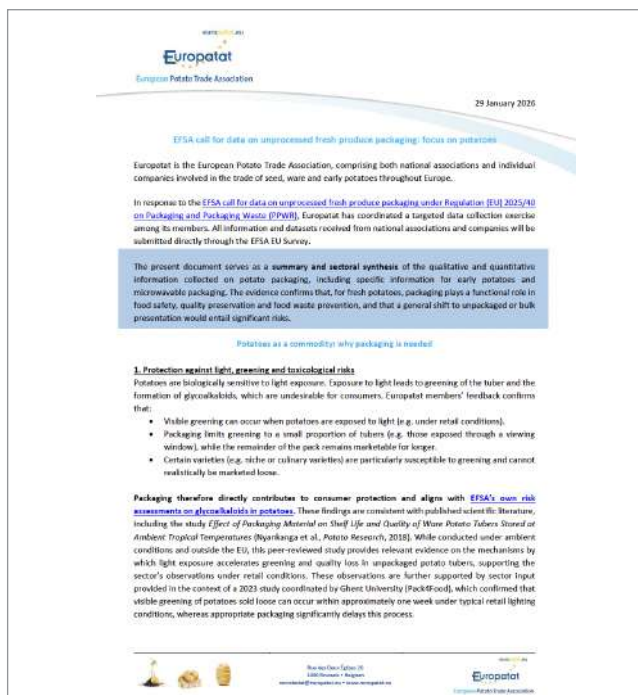 europatat.eu
Europatat
European Potato Trade Association
29 January 2026
EFSA call for data on unprocessed fresh produce packaging: focus on potatoes
Europatat is the European Potato Trade Association, comprising both national associations and individual
companies involved in the trade of seed, ware and early potatoes throughout Europe.
In response to the EFSA call for data on unprocessed fresh produce packaging under Regulation (EU) 2025/40
on Packaging and Packaging Waste (PPWR), Europatat has coordinated a targeted data collection exercise
among its members. All information and datasets received from national associations and companies will be
submitted directly through the EFSA EU Survey.
The present document serves as a summary and sectoral synthesis of the qualitative and quantitative
information collected on potato packaging, including specific information for early potatoes and
microwavable packaging. The evidence confirms that, for fresh potatoes, packaging plays a functional role in
food safety, quality preservation and food waste prevention, and that a general shift to unpackaged or bulk
presentation would entail significant risks.
Potatoes as a commodity: why packaging is needed
1. Protection against light, greening and toxicological risks
Potatoes are biologically sensitive to light exposure. Exposure to light leads to greening of the tuber and the
formation of glycoalkaloids, which are undesirable for consumers. Europatat members' feedback confirms
that:
• Visible greening can occur when potatoes are exposed to light (e.g. under retail conditions).
• Packaging limits greening to a small proportion of tubers (e.g. those exposed through a viewing
window), while the remainder of the pack remains marketable for longer.
• Certain varieties (e.g. niche or culinary varieties) are particularly susceptible to greening and cannot
realistically be marketed loose.
Packaging therefore directly contributes to consumer protection and aligns with EFSA's own risk
assessments on glycoalkaloids in potatoes. These findings are consistent with published scientific literature,
including the study Effect of Packaging Material on Shelf Life and Quality of Ware Potato Tubers Stored at
Ambient Tropical Temperatures (Nyankanga et al., Potato Research, 2018). While conducted under ambient
conditions and outside the EU, this peer-reviewed study provides relevant evidence on the mechanisms by
which light exposure accelerates greening and quality loss in unpackaged potato tubers, supporting the
sector's observations under retail conditions. These observations are further supported by sector input
provided in the context of a 2023 study coordinated by Ghent University (Pack4Food), which confirmed that
visible greening of potatoes sold loose can occur within approximately one week under typical retail lighting
conditions, whereas appropriate packaging significantly delays this process.
Rue des Deux Églises 26
1000 Brussels • Belgium
secretariat@europatat.eu • www.europatat.eu
Europatat
European Potato Trade Association